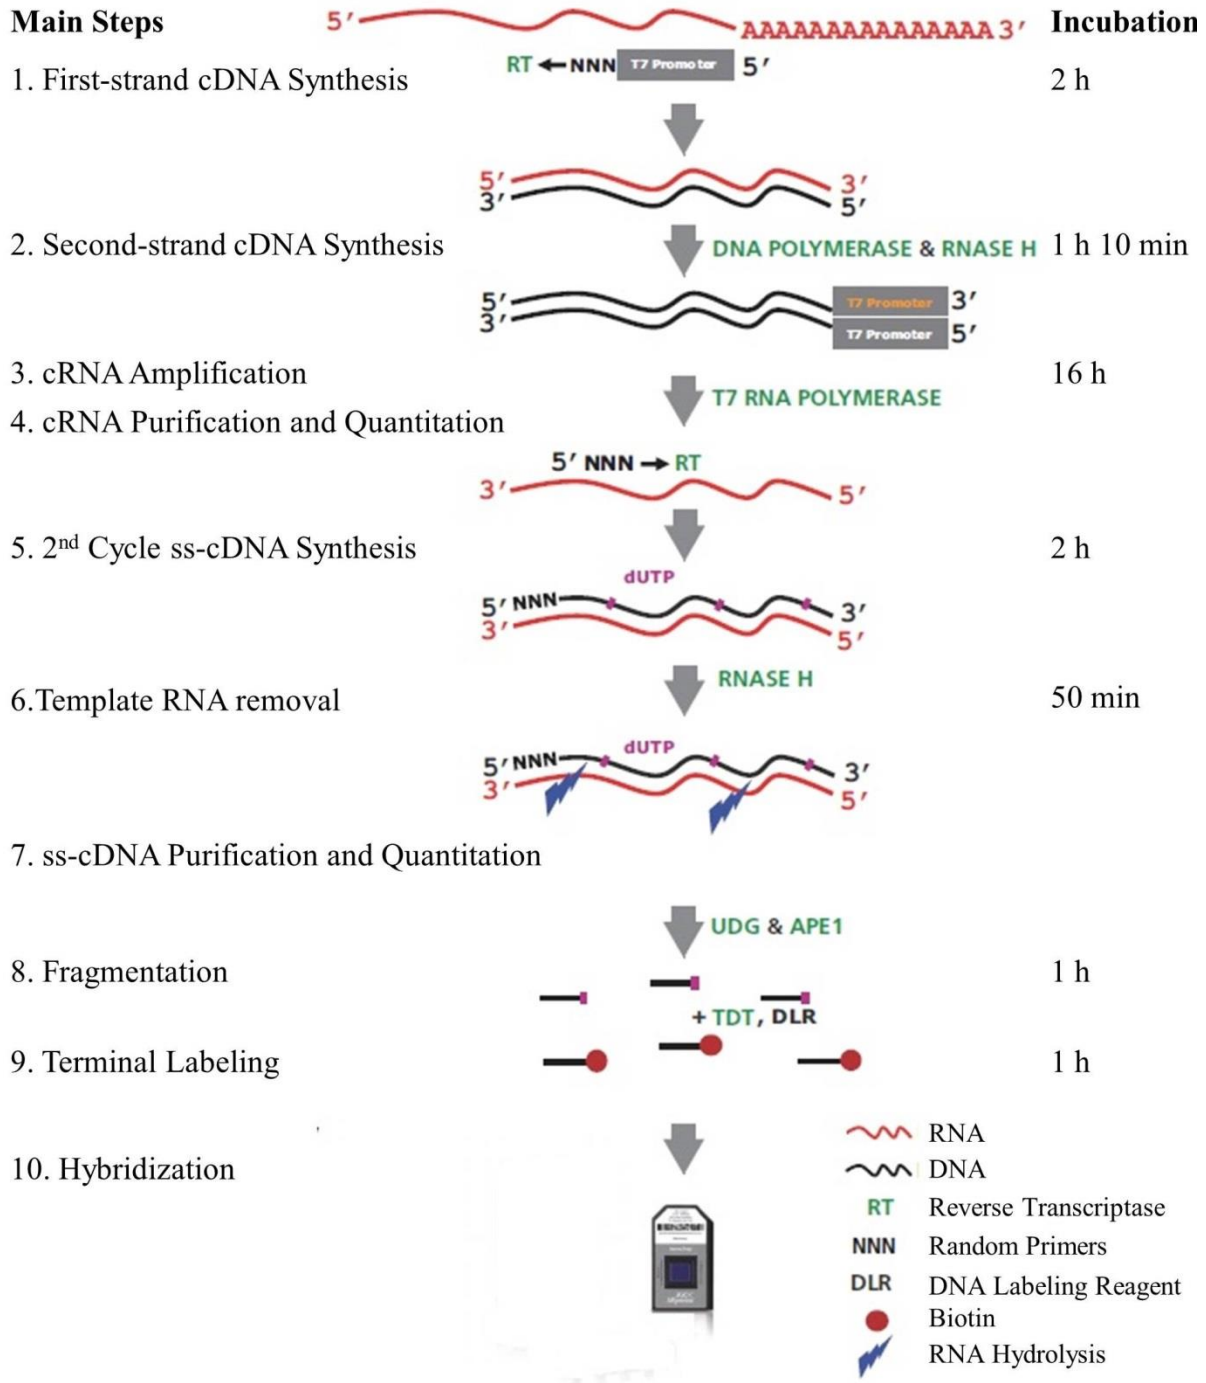 Main Steps
5′ AAAAAAAAAAAAAAA 3′
Incubation
RT NNN T7 Promoter 5′
1. First-strand cDNA Synthesis
2 h
5′ 3′
3′ 5′
2. Second-strand cDNA Synthesis
DNA POLYMERASE & RNASE H
1 h 10 min
5′ T7 Promoter 3′
3′ T7 Promoter 5′
3. cRNA Amplification
16 h
T7 RNA POLYMERASE
4. cRNA Purification and Quantitation
5′ NNN RT
3′ 5′
5. 2nd Cycle ss-cDNA Synthesis
2 h
dUTP
5′ NNN 3′
3′ 5′
RNASE H
6.Template RNA removal
50 min
dUTP
5′ NNN 3′
3′ 5′
7. ss-cDNA Purification and Quantitation
UDG & APE1
8. Fragmentation
1 h
+ TDT, DLR
9. Terminal Labeling
1 h
10. Hybridization
RNA
DNA
RT Reverse Transcriptase
NNN Random Primers
DLR DNA Labeling Reagent
Biotin
RNA Hydrolysis